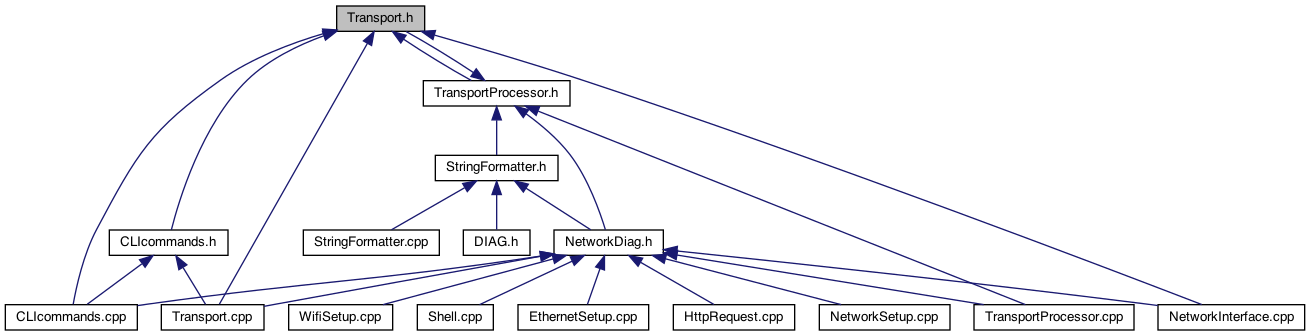 Transport.h
TransportProcessor.h
StringFormatter.h
CLIcommands.h
StringFormatter.cpp
DIAG.h
NetworkDiag.h
CLIcommands.cpp
Transport.cpp
WifiSetup.cpp
Shell.cpp
EthernetSetup.cpp
HttpRequest.cpp
NetworkSetup.cpp
TransportProcessor.cpp
NetworkInterface.cpp